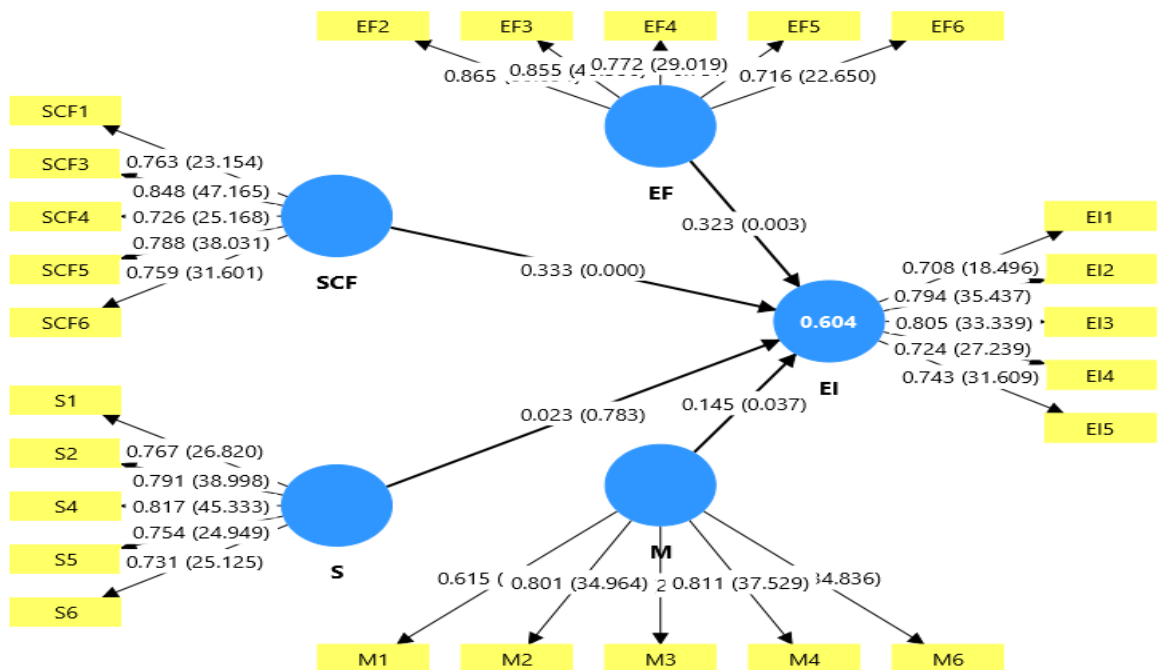 EF2 EF3 EF4 EF5 EF6
0.865
0.855 (4
0.772 (29.019)
0.716 (22.650)
EF
SCF1
SCF3
SCF4
SCF5
SCF6
0.763 (23.154)
0.848 (47.165)
0.726 (25.168)
0.788 (38.031)
0.759 (31.601)
SCF
0.323 (0.003)
0.333 (0.000)
0.604
EI
EI1
EI2
EI3
EI4
EI5
0.708 (18.496)
0.794 (35.437)
0.805 (33.339)
0.724 (27.239)
0.743 (31.609)
0.023 (0.783)
0.145 (0.037)
S1
S2
S4
S5
S6
0.767 (26.820)
0.791 (38.998)
0.817 (45.333)
0.754 (24.949)
0.731 (25.125)
S
M
0.615 (
0.801 (34.964)
2
0.811 (37.529)
34.836)
M1 M2 M3 M4 M6